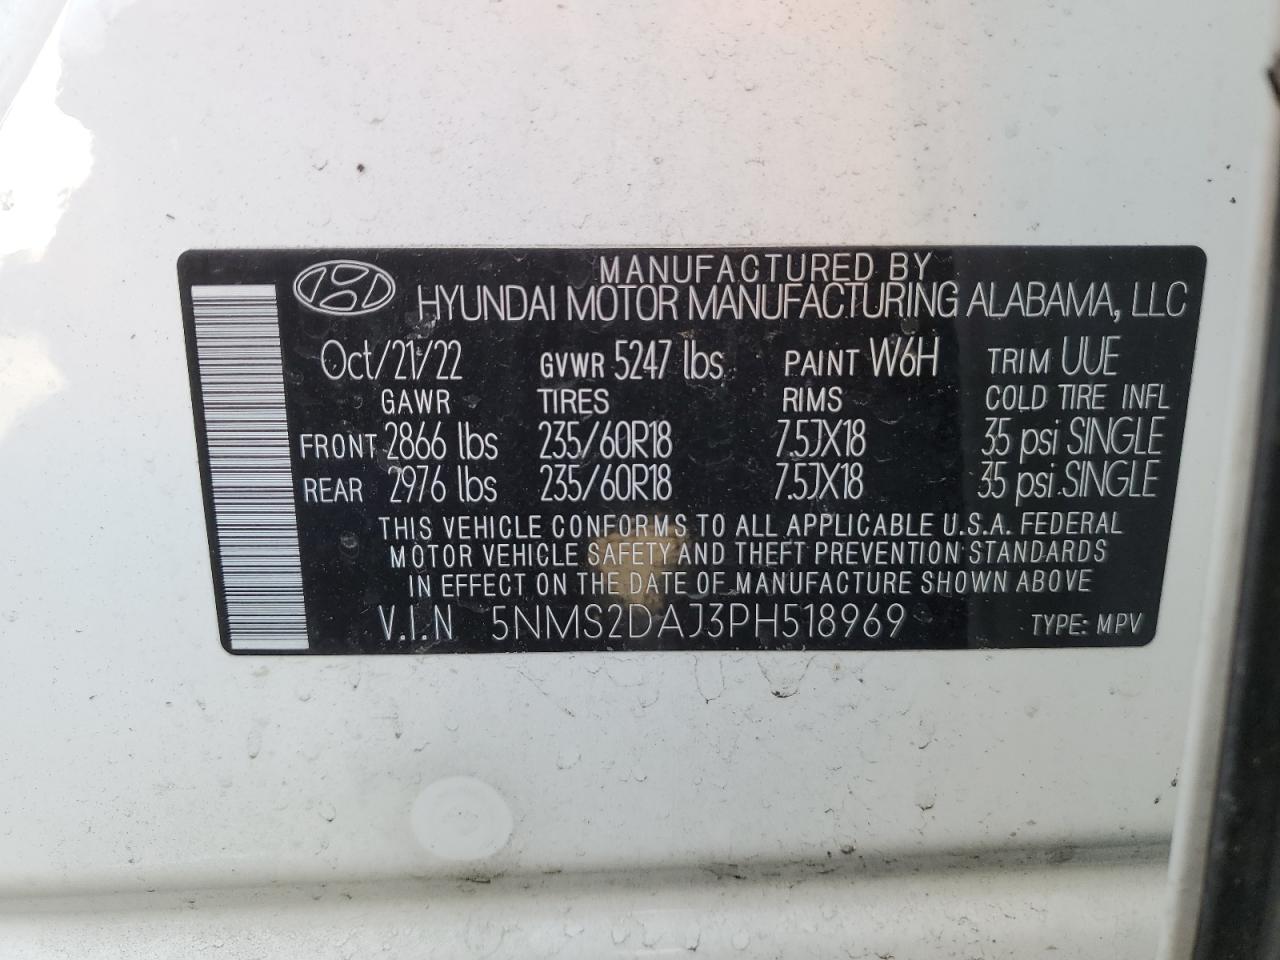 MANUFACTURED BY
HYUNDAI MOTOR MANUFACTURING ALABAMA, LLC
Oct/21/22 GVWR 5247 lbs PAINT W6H TRIM UUE
GAWR TIRES RIMS COLD TIRE INFL
FRONT 2866 lbs 235/60R18 7.5JX18 35 psi SINGLE
REAR 2976 lbs 235/60R18 7.5JX18 35 psi SINGLE
THIS VEHICLE CONFORMS TO ALL APPLICABLE U.S.A. FEDERAL
MOTOR VEHICLE SAFETY AND THEFT PREVENTION STANDARDS
IN EFFECT ON THE DATE OF MANUFACTURE SHOWN ABOVE
V.I.N 5NMS2DAJ3PH518969 TYPE: MPV